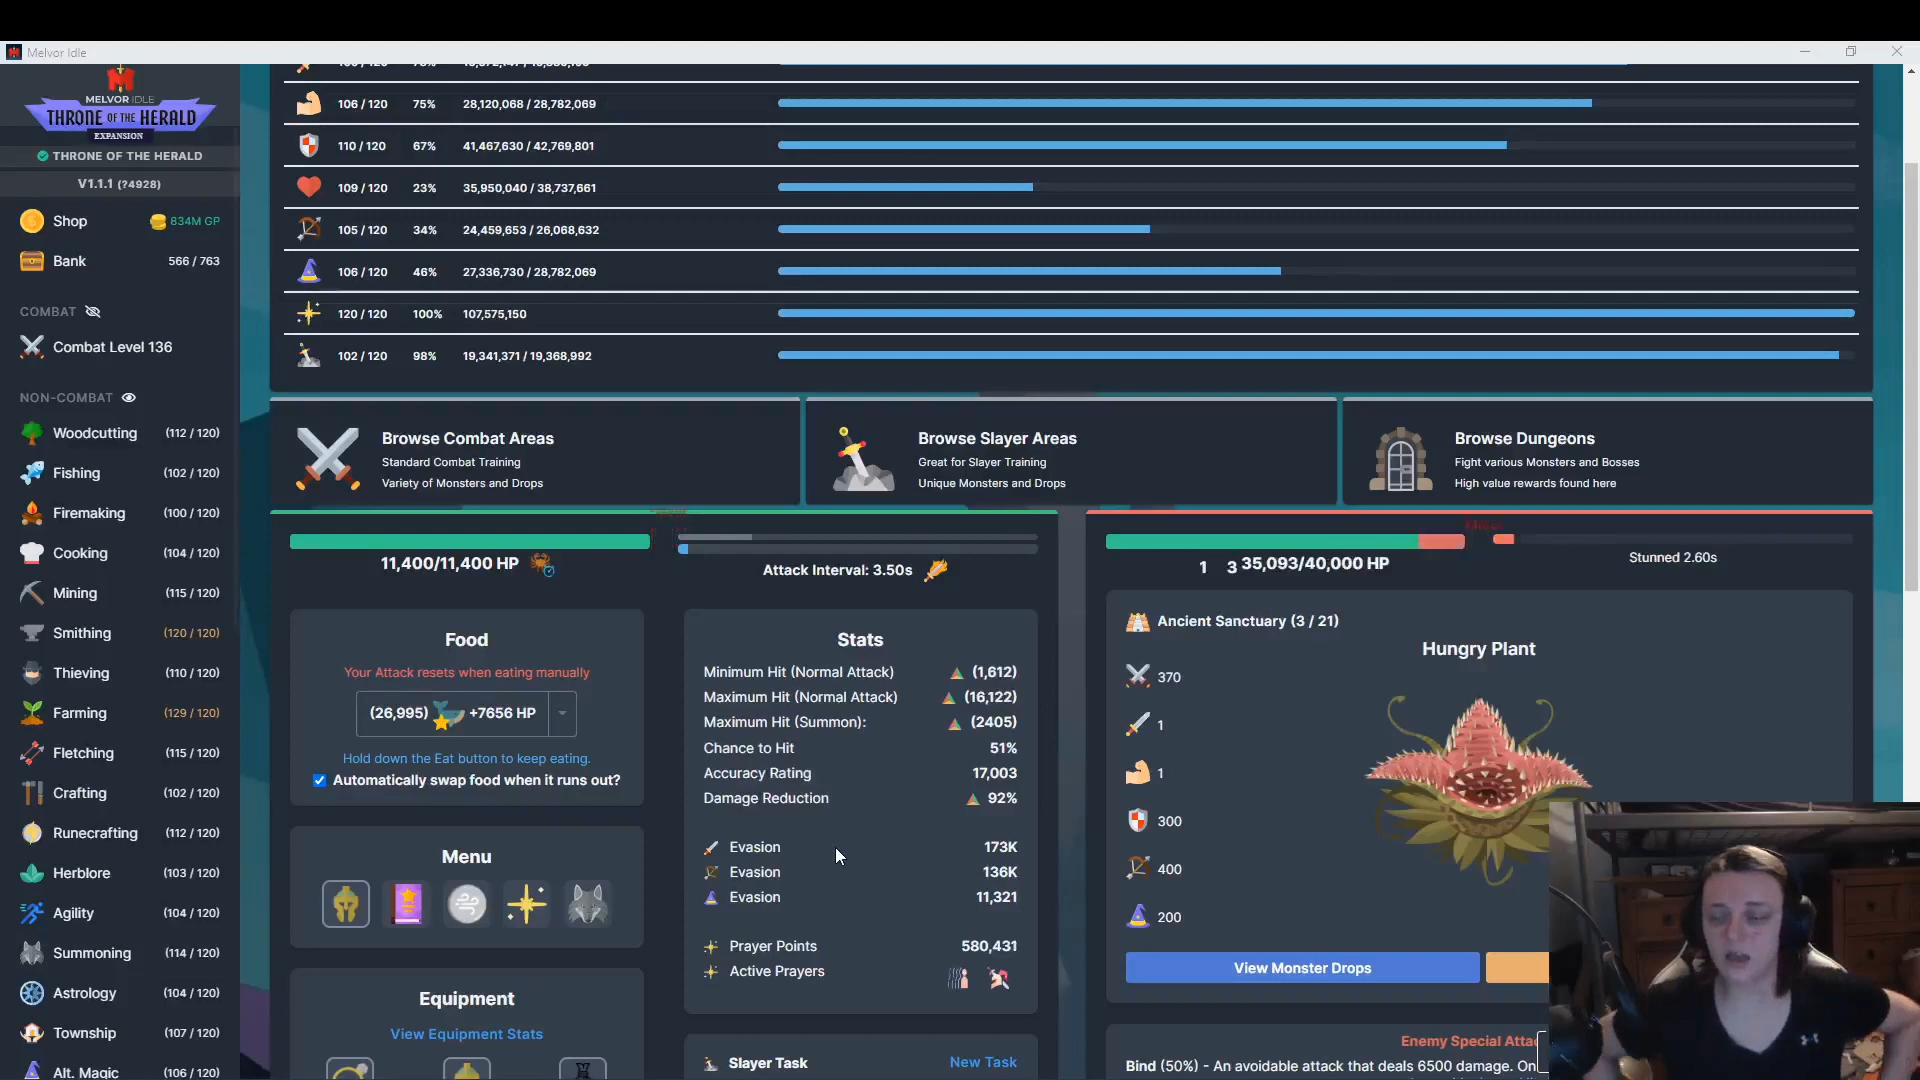 Melvor Idle
MELVOR IDLE
THRONE OF THE HERALD
EXPANSION
THRONE OF THE HERALD
V1.1.1 (?4928)
Shop 834M GP
Bank 566 / 763
COMBAT
Combat Level 136
NON-COMBAT
Woodcutting (112 / 120)
Fishing (102 / 120)
Firemaking (100 / 120)
Cooking (104 / 120)
Mining (115 / 120)
Smithing (120 / 120)
Thieving (110 / 120)
Farming (129 / 120)
Fletching (115 / 120)
Crafting (102 / 120)
Runecrafting (112 / 120)
Herblore (103 / 120)
Agility (104 / 120)
Summoning (114 / 120)
Astrology (104 / 120)
Township (107 / 120)
Alt. Magic (106 / 120)
106 / 120 75% 28,120,068 / 28,782,069
110 / 120 67% 41,467,630 / 42,769,801
109 / 120 23% 35,950,040 / 38,737,661
105 / 120 34% 24,459,653 / 26,068,632
106 / 120 46% 27,336,730 / 28,782,069
120 / 120 100% 107,575,150
102 / 120 98% 19,341,371 / 19,368,992
Browse Combat Areas
Standard Combat Training
Variety of Monsters and Drops
Browse Slayer Areas
Great for Slayer Training
Unique Monsters and Drops
Browse Dungeons
Fight various Monsters and Bosses
High value rewards found here
11,400/11,400 HP
Attack Interval: 3.50s
Food
Your Attack resets when eating manually
(26,995) +7656 HP
Hold down the Eat button to keep eating.
Automatically swap food when it runs out?
Menu
Equipment
View Equipment Stats
Stats
Minimum Hit (Normal Attack) (1,612)
Maximum Hit (Normal Attack) (16,122)
Maximum Hit (Summon): (2405)
Chance to Hit 51%
Accuracy Rating 17,003
Damage Reduction 92%
Evasion 173K
Evasion 136K
Evasion 11,321
Prayer Points 580,431
Active Prayers
Slayer Task New Task
1 3 35,093/40,000 HP
Stunned 2.60s
Ancient Sanctuary (3 / 21)
Hungry Plant
370
1
1
300
400
200
View Monster Drops
Enemy Special Atta
Bind (50%) - An avoidable attack that deals 6500 damage. On